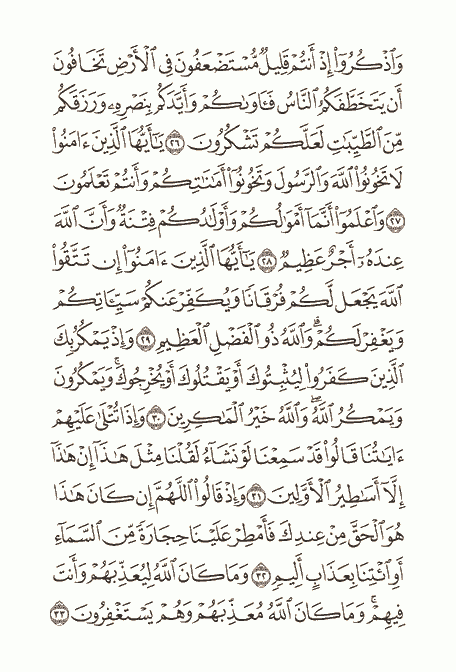 وَٱذۡكُرُوٓاْ إِذۡ أَنتُمۡ قَلِيلٞ مُّسۡتَضۡعَفُونَ فِي ٱلۡأَرۡضِ تَخَافُونَ
أَن يَتَخَطَّفَكُمُ ٱلنَّاسُ فَـَٔاوَىٰكُمۡ وَأَيَّدَكُم بِنَصۡرِهِۦ وَرَزَقَكُم
مِّنَ ٱلطَّيِّبَٰتِ لَعَلَّكُمۡ تَشۡكُرُونَ ٢٦ يَٰٓأَيُّهَا ٱلَّذِينَ ءَامَنُواْ
لَا تَخُونُواْ ٱللَّهَ وَٱلرَّسُولَ وَتَخُونُوٓاْ أَمَٰنَٰتِكُمۡ وَأَنتُمۡ تَعۡلَمُونَ
٢٧ وَٱعۡلَمُوٓاْ أَنَّمَآ أَمۡوَٰلُكُمۡ وَأَوۡلَٰدُكُمۡ فِتۡنَةٞ وَأَنَّ ٱللَّهَ
عِندَهُۥٓ أَجۡرٌ عَظِيمٞ ٢٨ يَٰٓأَيُّهَا ٱلَّذِينَ ءَامَنُوٓاْ إِن تَتَّقُواْ
ٱللَّهَ يَجۡعَل لَّكُمۡ فُرۡقَانٗا وَيُكَفِّرۡ عَنكُمۡ سَيِّـَٔاتِكُمۡ
وَيَغۡفِرۡ لَكُمۡۗ وَٱللَّهُ ذُو ٱلۡفَضۡلِ ٱلۡعَظِيمِ ٢٩ وَإِذۡ يَمۡكُرُ بِكَ
ٱلَّذِينَ كَفَرُواْ لِيُثۡبِتُوكَ أَوۡ يَقۡتُلُوكَ أَوۡ يُخۡرِجُوكَۚ وَيَمۡكُرُونَ
وَيَمۡكُرُ ٱللَّهُۖ وَٱللَّهُ خَيۡرُ ٱلۡمَٰكِرِينَ ٣٠ وَإِذَا تُتۡلَىٰ عَلَيۡهِمۡ
ءَايَٰتُنَا قَالُواْ قَدۡ سَمِعۡنَا لَوۡ نَشَآءُ لَقُلۡنَا مِثۡلَ هَٰذَآ إِنۡ هَٰذَآ
إِلَّآ أَسَٰطِيرُ ٱلۡأَوَّلِينَ ٣١ وَإِذۡ قَالُواْ ٱللَّهُمَّ إِن كَانَ هَٰذَا
هُوَ ٱلۡحَقَّ مِنۡ عِندِكَ فَأَمۡطِرۡ عَلَيۡنَا حِجَارَةٗ مِّنَ ٱلسَّمَآءِ
أَوِ ٱئۡتِنَا بِعَذَابٍ أَلِيمٖ ٣٢ وَمَا كَانَ ٱللَّهُ لِيُعَذِّبَهُمۡ وَأَنتَ
فِيهِمۡۚ وَمَا كَانَ ٱللَّهُ مُعَذِّبَهُمۡ وَهُمۡ يَسۡتَغۡفِرُونَ ٣٣